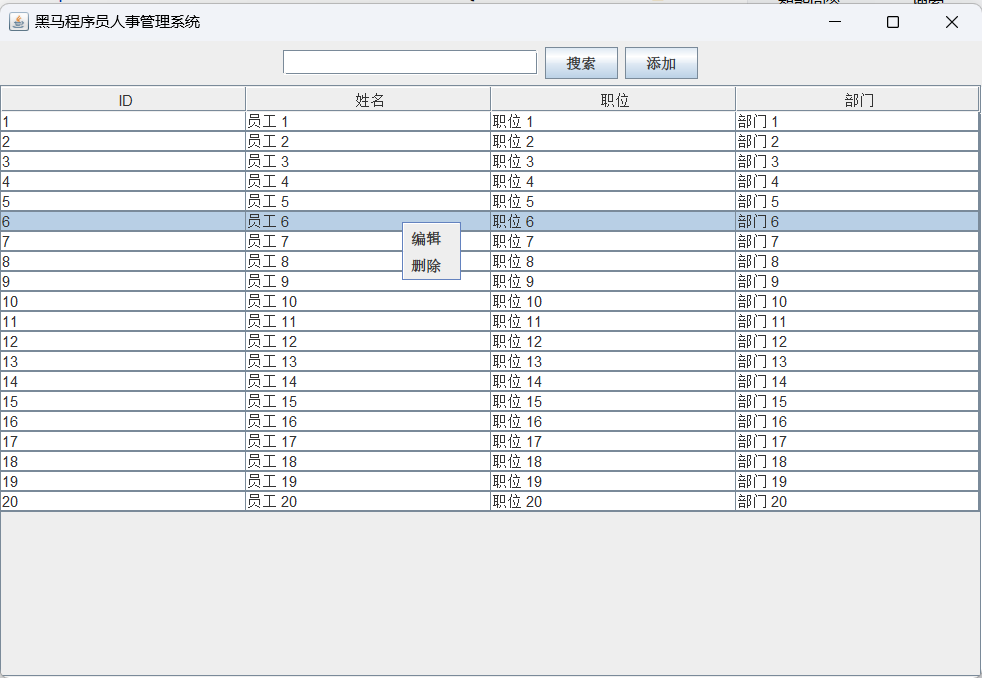 黑马程序员人事管理系统
搜索 添加
ID 姓名 职位 部门
1 员工 1 职位 1 部门 1
2 员工 2 职位 2 部门 2
3 员工 3 职位 3 部门 3
4 员工 4 职位 4 部门 4
5 员工 5 职位 5 部门 5
6 员工 6 职位 6 部门 6
编辑
7 员工 7 职位 7 部门 7
8 员工 8 职位 8 部门 8
删除
9 员工 9 职位 9 部门 9
10 员工 10 职位 10 部门 10
11 员工 11 职位 11 部门 11
12 员工 12 职位 12 部门 12
13 员工 13 职位 13 部门 13
14 员工 14 职位 14 部门 14
15 员工 15 职位 15 部门 15
16 员工 16 职位 16 部门 16
17 员工 17 职位 17 部门 17
18 员工 18 职位 18 部门 18
19 员工 19 职位 19 部门 19
20 员工 20 职位 20 部门 20